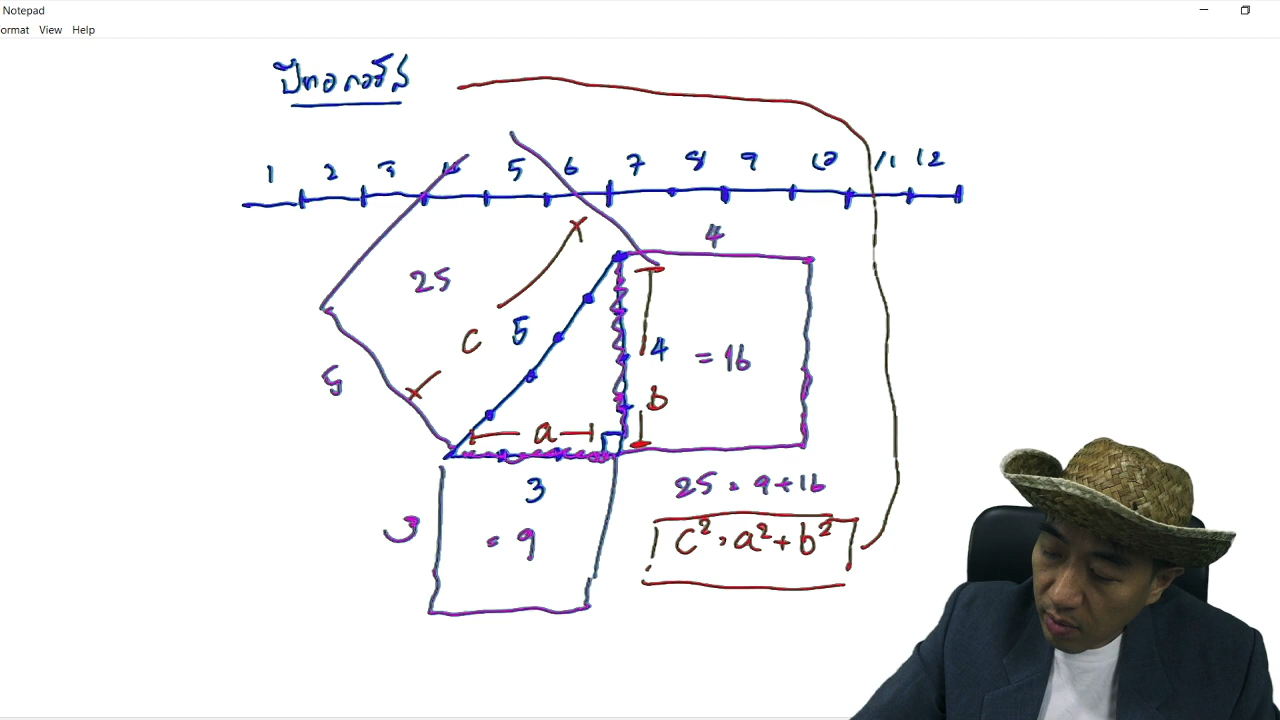 Notepad
ormat View Help
ปีทาโกรัส
1 2 3 4 5 6 7 8 9 10 11 12
4
25
c 5 4 = 16
5 b
a
3 25 = 9 + 16
3 = 9 c² = a² + b²